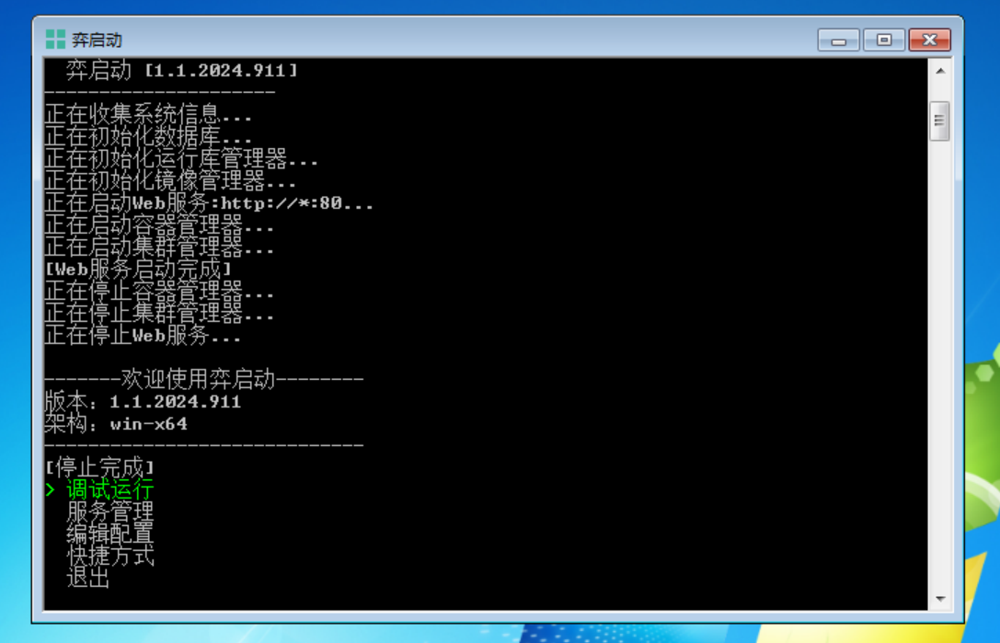 弈启动
弈启动 [1.1.2024.911]
---------------------
正在收集系统信息...
正在初始化数据库...
正在初始化运行库管理器...
正在初始化镜像管理器...
正在启动Web服务:http://*:80...
正在启动容器管理器...
正在启动集群管理器...
[Web服务启动完成]
正在停止容器管理器...
正在停止集群管理器...
正在停止Web服务...
-------欢迎使用弈启动--------
版本: 1.1.2024.911
架构: win-x64
-----------------------------
[停止完成]
> 调试运行
服务管理
编辑配置
快捷方式
退出